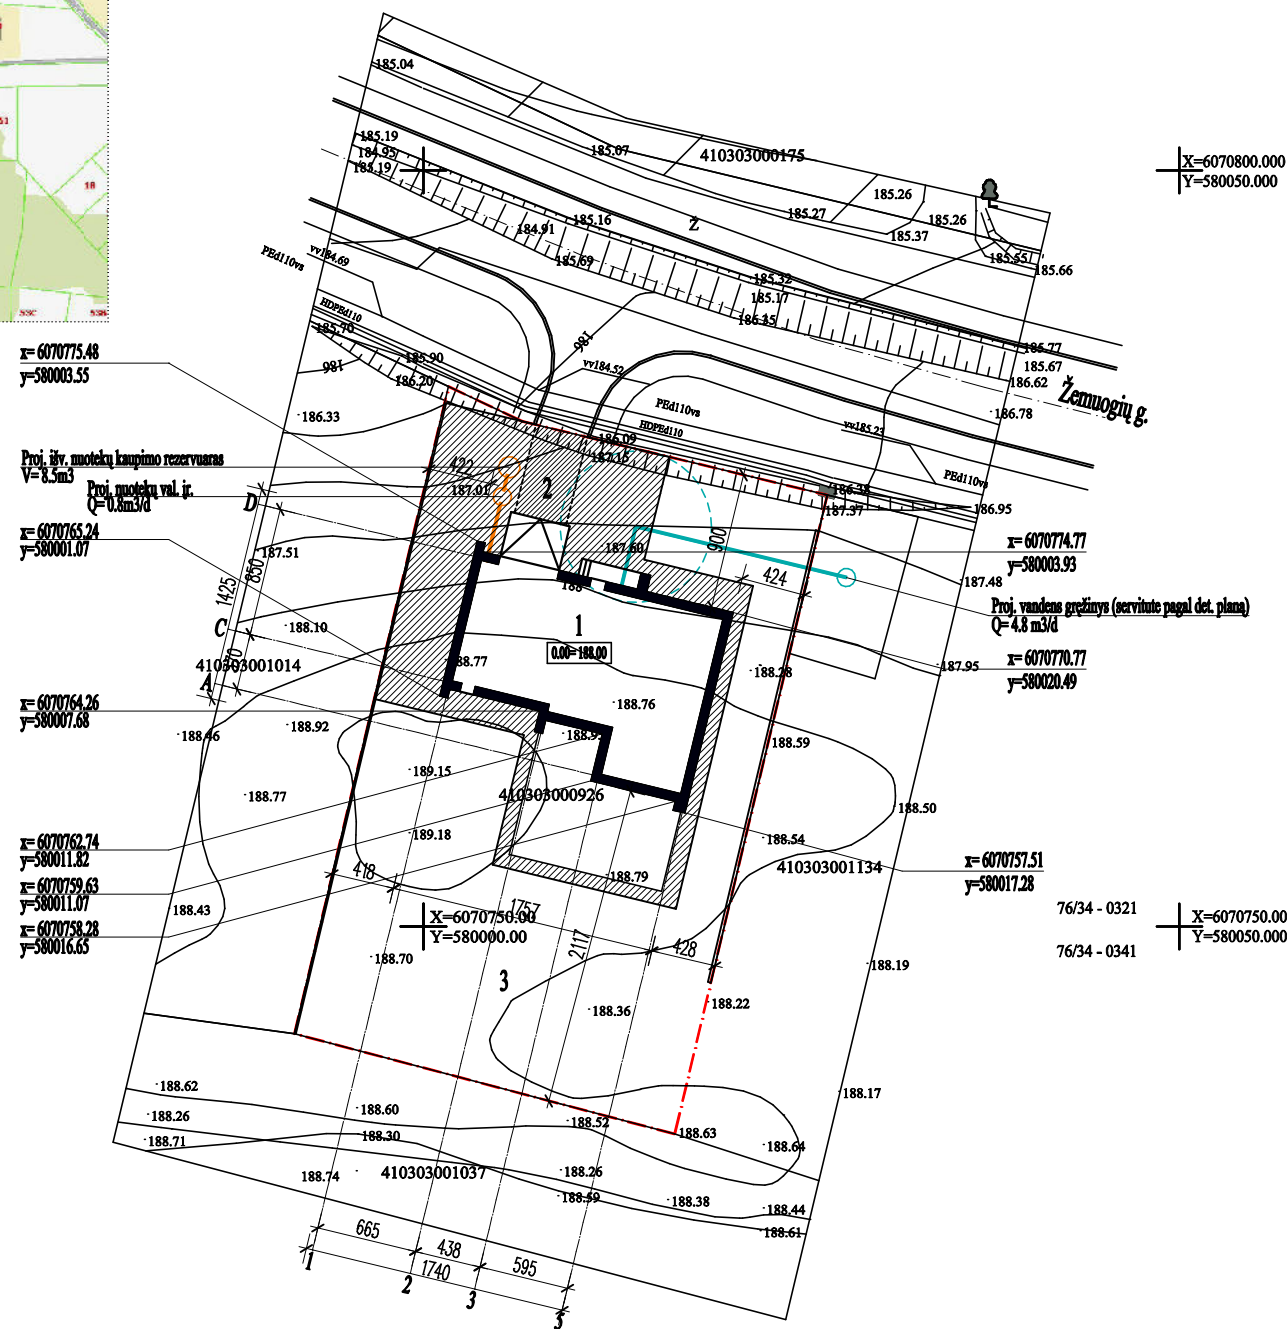 61
18
53C
53B
185.04
185.19
184.95
185.19
185.07
410303000175
X=6070800.000
Y=580050.000
185.26
185.26
185.27
185.37
185.16
184.91
185.69
Ž
185.55
185.66
185.32
185.17
186.25
PEd110vs
vv184.69
HDPEd110
185.70
186
185.90
186.20
186
vv184.52
185.77
185.67
186.62
Žemuogių g.
186.78
x= 6070775.48
y=580003.55
186.33
PEd110vs
HDPEd110
vv185.23
PEd110vs
186.09
187.15
186.38
187.37
186.95
Proj. išv. nuotekų kaupimo rezervuaras
V= 8.5m3
Proj. nuotekų val. įr.
Q= 0.8m3/d
422
187.01
2
D
x= 6070765.24
y=580001.07
187.51
850
1425
187.60
900
424
x= 6070774.77
y=580003.93
187.48
Proj. vandens gręžinys (servitute pagal det. planą)
Q= 4.8 m3/d
188
1
0.00= 188.00
C
188.10
410303001014
A
188.77
188.28
187.95
x= 6070770.77
y=580020.49
x= 6070764.26
y=580007.68
188.46
188.92
188.76
188.59
189.15
188.77
410303000926
188.50
189.18
188.54
x= 6070762.74
y=580011.82
410303001134
x= 6070757.51
y=580017.28
418
188.79
x= 6070759.63
y=580011.07
188.43
1757
X=6070750.00
Y=580000.00
76/34 - 0321
X=6070750.00
Y=580050.000
x= 6070758.28
y=580016.65
2117
428
76/34 - 0341
188.70
3
188.19
188.36
188.22
188.62
188.60
188.17
188.26
188.52
188.71
188.30
188.63
188.64
188.74
410303001037
188.26
188.59
188.38
188.44
188.61
665
438
595
1740
1
2
3
5